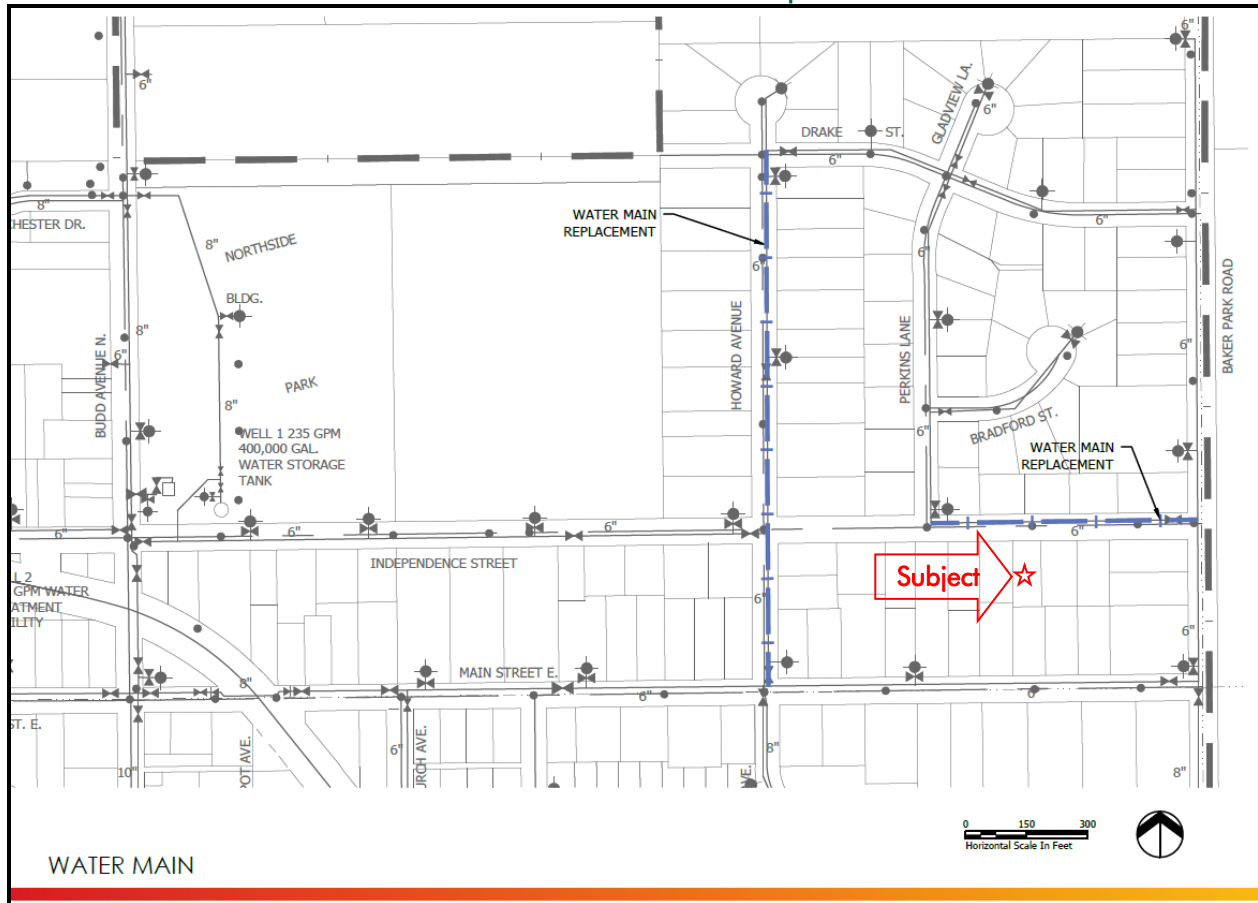 6"
6"
DRAKE ST.
GLADVIEW LA.
6"
6"
8"
CHESTER DR.
WATER MAIN
REPLACEMENT
6"
8"
NORTHSIDE
6"
6"
BLDG.
BAKER PARK ROAD
BUDD AVENUE N.
8"
6"
HOWARD AVENUE
PERKINS LANE
6"
PARK
8"
6"
BRADFORD ST.
WELL 1 235 GPM
400,000 GAL.
WATER STORAGE
TANK
WATER MAIN
REPLACEMENT
6"
6"
6"
6"
INDEPENDENCE STREET
Subject
L 2
GPM WATER
ATMENT
ILITY
6"
6"
MAIN STREET E.
8"
6"
6"
ST. E.
10"
POT AVE.
6"
URCH AVE.
VE.
8"
8"
0 150 300
Horizontal Scale In Feet
WATER MAIN